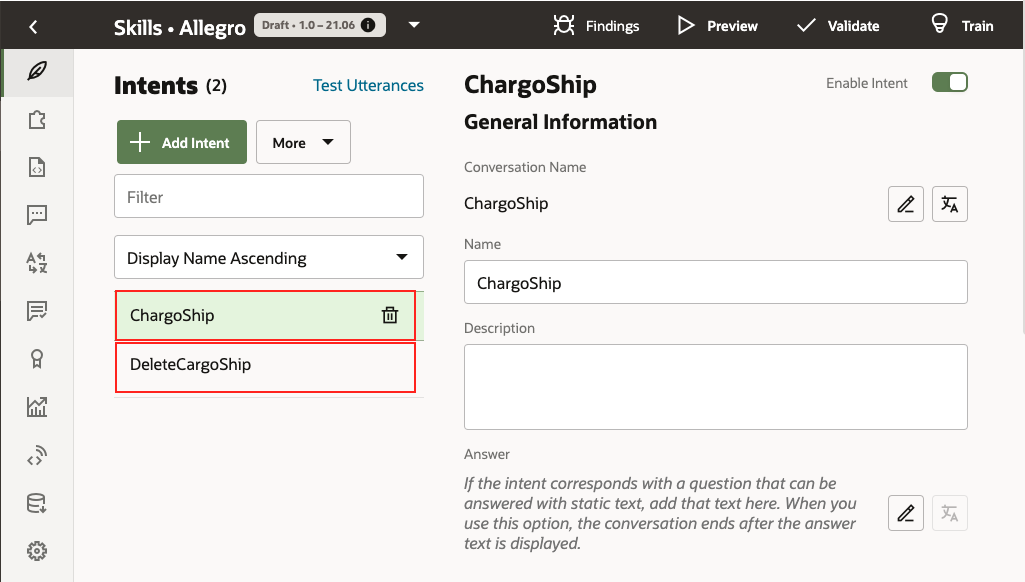 Skills • Allegro Draft • 1.0 – 21.06 Findings Preview Validate Train
Intents (2) Test Utterances
Add Intent More
Filter
Display Name Ascending
ChargoShip
DeleteCargoShip
ChargoShip Enable Intent
General Information
Conversation Name
ChargoShip
Name
ChargoShip
Description
Answer
If the intent corresponds with a question that can be
answered with static text, add that text here. When you
use this option, the conversation ends after the answer
text is displayed.